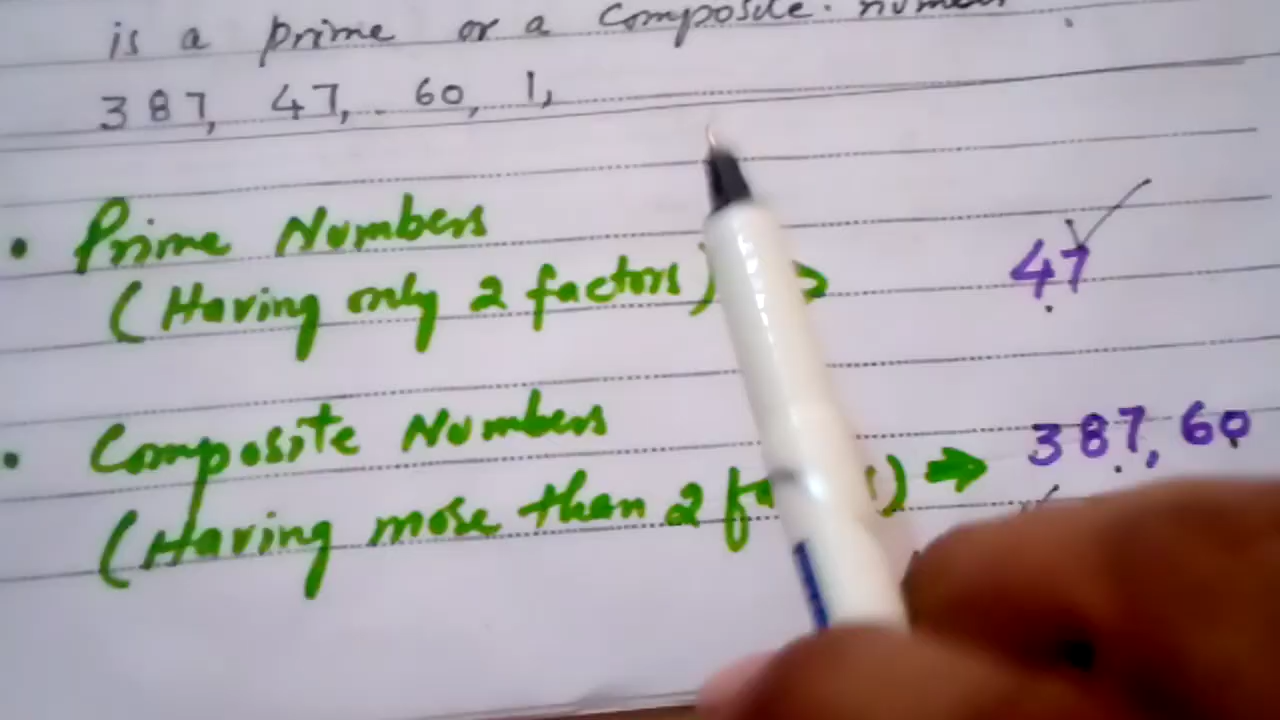 is a prime or a composite. number
387, 47, 60, 1,
• Prime Numbers
(Having only 2 factors) 47
• Composite Numbers
(Having more than 2 ) → 387, 60